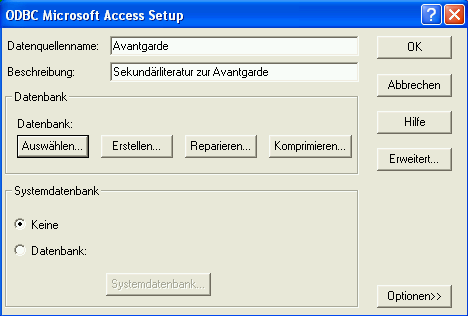 ODBC Microsoft Access Setup
Datenquellenname: Avantgarde
OK
Beschreibung: Sekundärliteratur zur Avantgarde
Abbrechen
Datenbank
Datenbank:
Hilfe
Auswählen... Erstellen... Reparieren... Komprimieren...
Erweitert...
Systemdatenbank
Keine
Datenbank:
Systemdatenbank...
Optionen>>